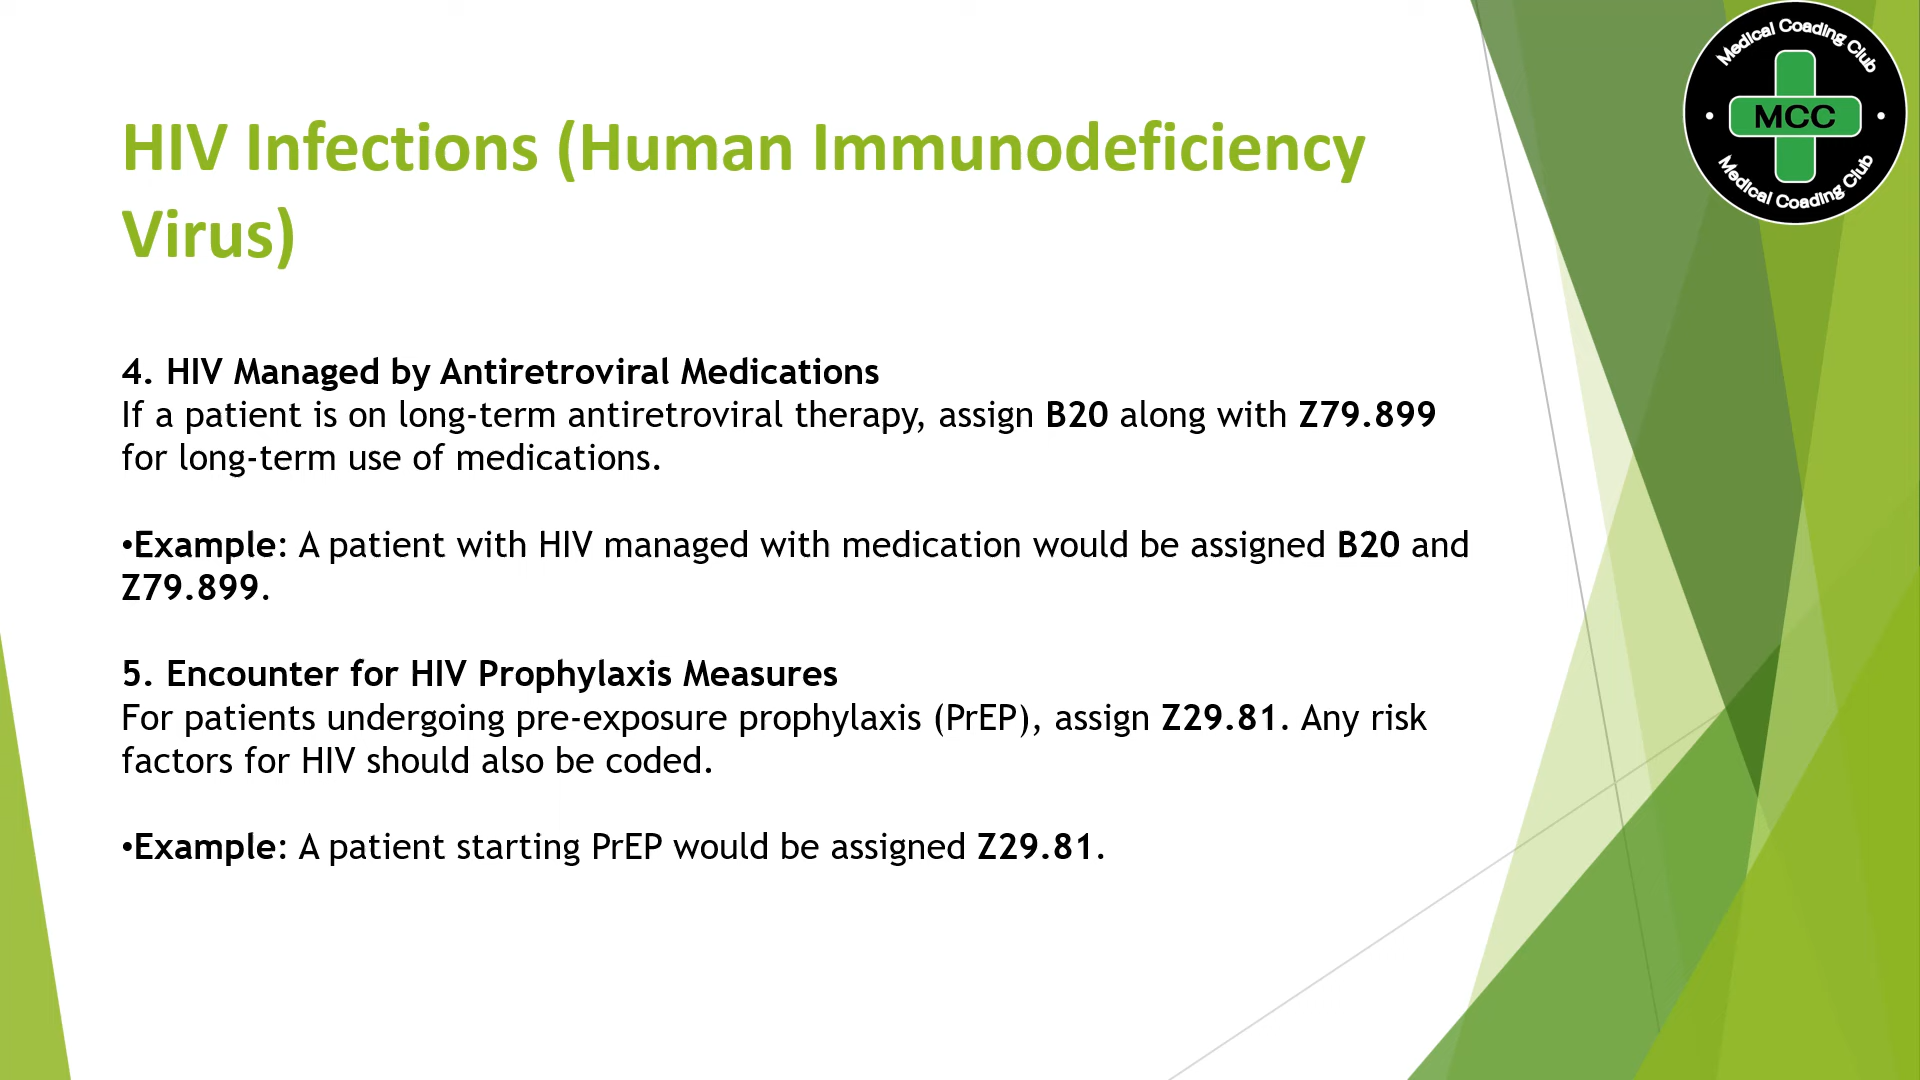 HIV Infections (Human Immunodeficiency
Virus)
Medical Coading Club
MCC
Medical Coading Club
4. HIV Managed by Antiretroviral Medications
If a patient is on long-term antiretroviral therapy, assign B20 along with Z79.899
for long-term use of medications.
•Example: A patient with HIV managed with medication would be assigned B20 and
Z79.899.
5. Encounter for HIV Prophylaxis Measures
For patients undergoing pre-exposure prophylaxis (PrEP), assign Z29.81. Any risk
factors for HIV should also be coded.
•Example: A patient starting PrEP would be assigned Z29.81.